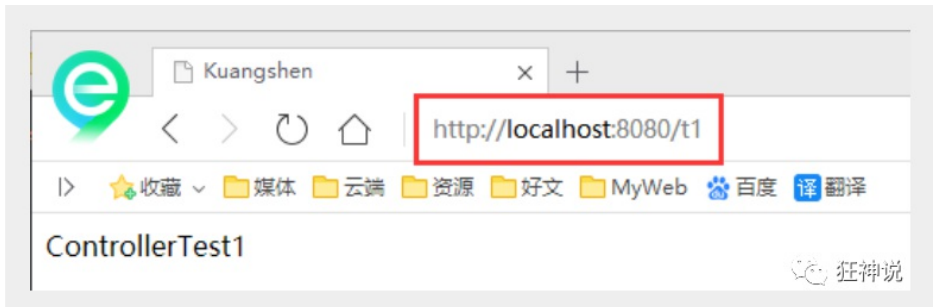 Kuangshen
http://localhost:8080/t1
收藏 媒体 云端 资源 好文 MyWeb 百度 译 翻译
ControllerTest1
狂神说